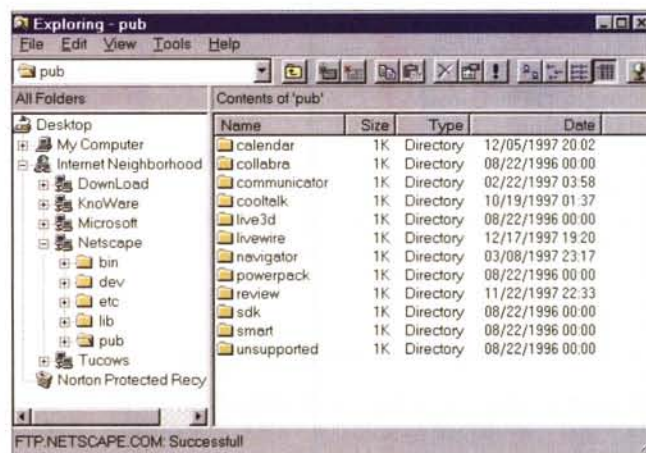 Exploring - pub
File Edit View Tools Help
pub
All Folders
Contents of 'pub'
Desktop
My Computer
Internet Neighborhood
DownLoad
KnoWare
Microsoft
Netscape
bin
dev
etc
lib
pub
Tucows
Norton Protected Recy
Name Size Type Date
calendar 1K Directory 12/05/1997 20:02
collabra 1K Directory 08/22/1996 00:00
communicator 1K Directory 02/22/1997 03:58
cooltalk 1K Directory 10/19/1997 01:37
live3d 1K Directory 08/22/1996 00:00
livewire 1K Directory 12/17/1997 19:20
navigator 1K Directory 03/08/1997 23:17
powerpack 1K Directory 08/22/1996 00:00
review 1K Directory 11/22/1997 22:33
sdk 1K Directory 08/22/1996 00:00
smart 1K Directory 08/22/1996 00:00
unsupported 1K Directory 08/22/1996 00:00
FTP.NETSCAPE.COM: Successfull